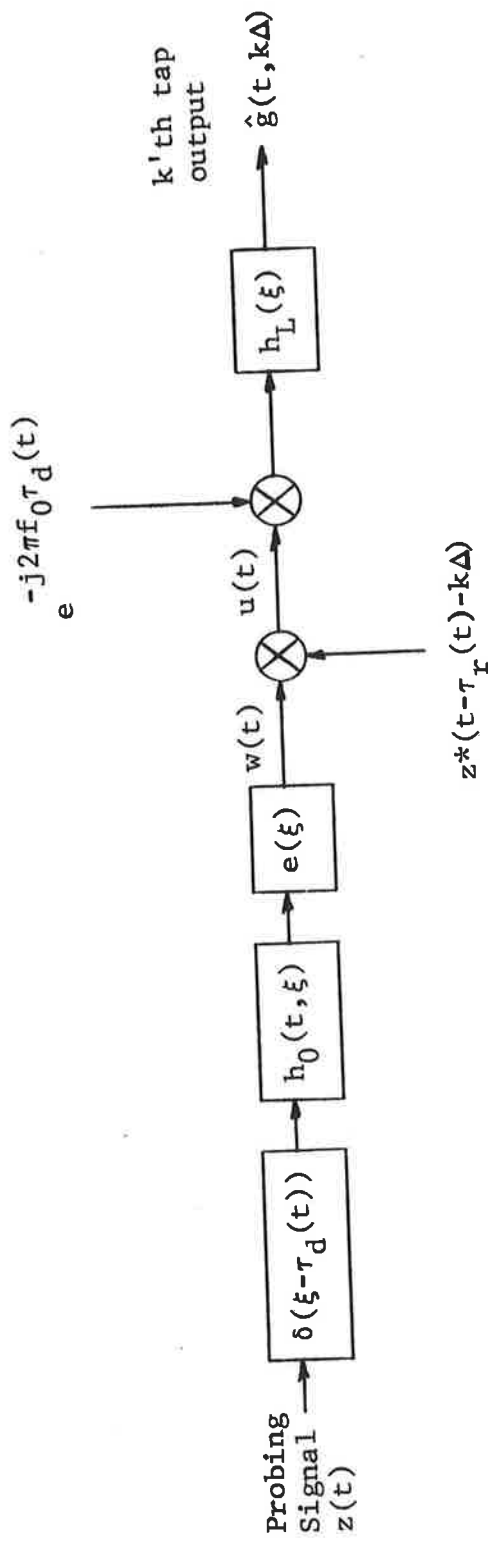 Probing
Signal
z(t)
δ(ξ-τ_d(t))
h_0(t,ξ)
e(ξ)
w(t)
z*(t-τ_r(t)-kΔ)
u(t)
e^{-j2πf_0τ_d(t)}
h_L(ξ)
k'th tap
output
ĝ(t,kΔ)